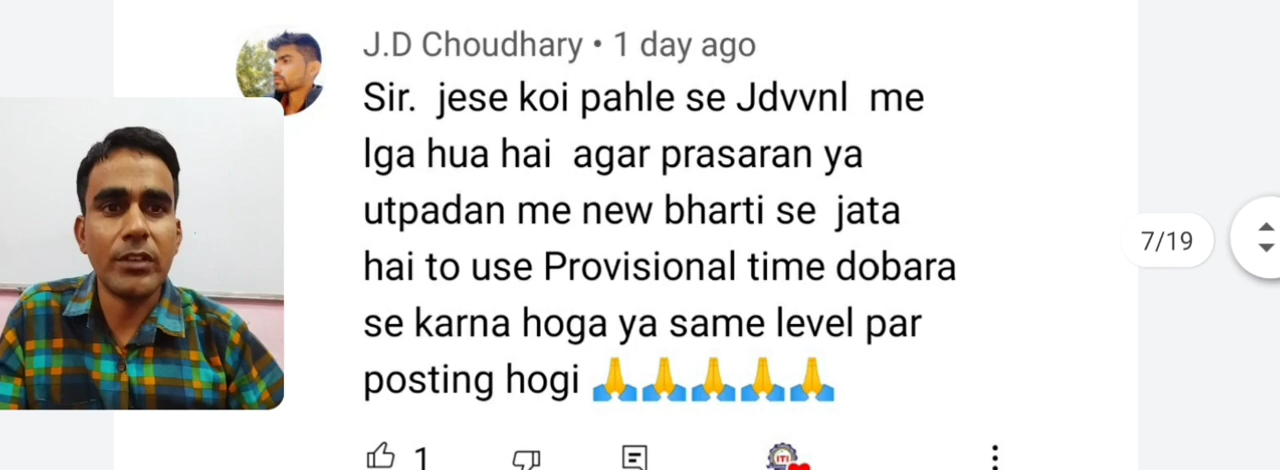 J.D Choudhary • 1 day ago
Sir. jese koi pahle se Jdvvnl me
lga hua hai agar prasaran ya
utpadan me new bharti se jata
hai to use Provisional time dobara
se karna hoga ya same level par
posting hogi 🙏🙏🙏🙏🙏
7/19
1
ITI